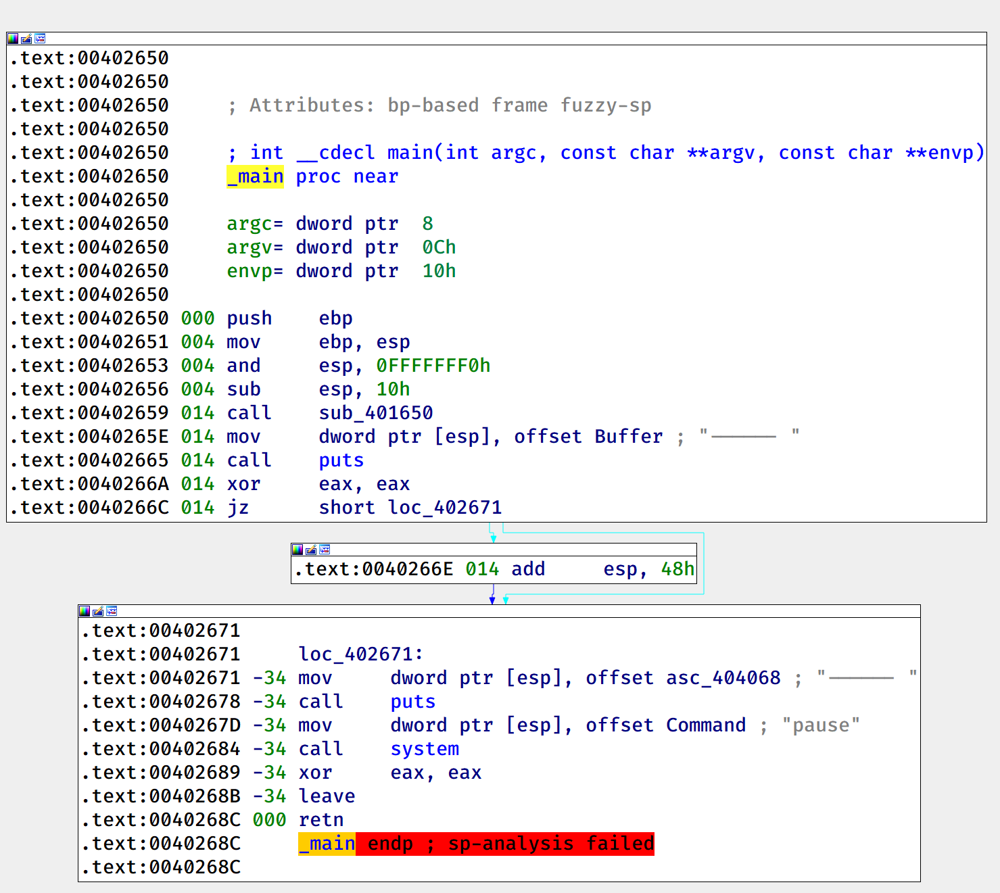 .text:00402650
.text:00402650
.text:00402650 ; Attributes: bp-based frame fuzzy-sp
.text:00402650
.text:00402650 ; int __cdecl main(int argc, const char **argv, const char **envp)
.text:00402650 _main proc near
.text:00402650
.text:00402650 argc= dword ptr  8
.text:00402650 argv= dword ptr  0Ch
.text:00402650 envp= dword ptr  10h
.text:00402650
.text:00402650 000 push    ebp
.text:00402651 004 mov     ebp, esp
.text:00402653 004 and     esp, 0FFFFFFF0h
.text:00402656 004 sub     esp, 10h
.text:00402659 014 call    sub_401650
.text:0040265E 014 mov     dword ptr [esp], offset Buffer ; "—————— "
.text:00402665 014 call    puts
.text:0040266A 014 xor     eax, eax
.text:0040266C 014 jz      short loc_402671
.text:0040266E 014 add     esp, 48h
.text:00402671
.text:00402671 loc_402671:
.text:00402671 -34 mov     dword ptr [esp], offset asc_404068 ; "—————— "
.text:00402678 -34 call    puts
.text:0040267D -34 mov     dword ptr [esp], offset Command ; "pause"
.text:00402684 -34 call    system
.text:00402689 -34 xor     eax, eax
.text:0040268B -34 leave
.text:0040268C 000 retn
.text:0040268C _main endp ; sp-analysis failed
.text:0040268C